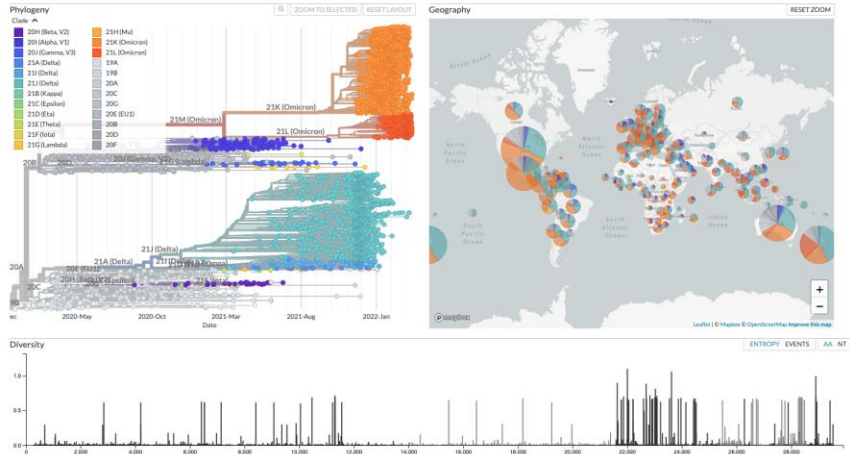 Phylogeny
ZOOM TO SELECTED
RESET LAYOUT
Clade
20H (Beta, V2)
20I (Alpha, V1)
20J (Gamma, V3)
21A (Delta)
21I (Delta)
21J (Delta)
21B (Kappa)
21C (Epsilon)
21D (Eta)
21E (Theta)
21F (Iota)
21G (Lambda)
21H (Mu)
21K (Omicron)
21L (Omicron)
19A
19B
20A
20C
20G
20E (EU1)
20B
20D
20F
21K (Omicron)
21M (Omicron)
21L (Omicron)
20B
20D
20J (Gamma, V3)
21J (Delta)
21A (Delta)
20A
20E (EU1)
20C
2020-May
2020-Oct
2021-Mar
2021-Aug
2022-Jan
Date
Geography
RESET ZOOM
North
Pacific
Ocean
North
Atlantic
Ocean
South
Pacific
Ocean
South
Atlantic
Ocean
Indian
Ocean
+
−
mapbox
Leaflet | © Mapbox © OpenStreetMap Improve this map
Diversity
ENTROPY
EVENTS
AA
NT
1.0
0.5
0.0
0
2,000
4,000
6,000
8,000
10,000
12,000
14,000
16,000
18,000
20,000
22,000
24,000
26,000
28,000